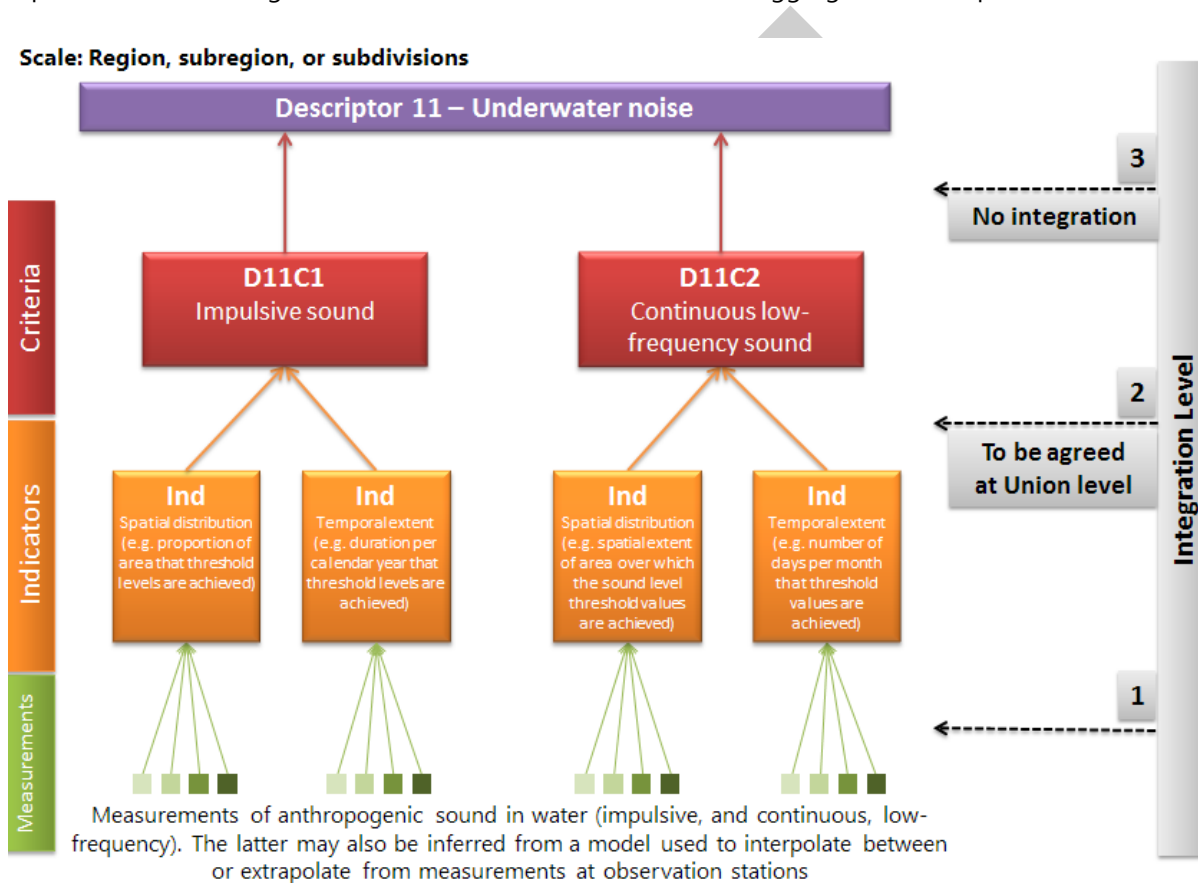 Scale: Region, subregion, or subdivisions
Descriptor 11 – Underwater noise
3
No integration
Criteria
D11C1
Impulsive sound
D11C2
Continuous low-
frequency sound
2
To be agreed
at Union level
Integration Level
Indicators
Ind
Spatial distribution
(e.g. proportion of
area that threshold
levels are achieved)
Ind
Temporal extent
(e.g. duration per
calendar year that
threshold levels are
achieved)
Ind
Spatial distribution
(e.g. spatial extent
of area over which
the sound level
threshold values
are achieved)
Ind
Temporal extent
(e.g. number of
days per month
that threshold
values are
achieved)
1
Measurements
Measurements of anthropogenic sound in water (impulsive, and continuous, low-
frequency). The latter may also be inferred from a model used to interpolate between
or extrapolate from measurements at observation stations